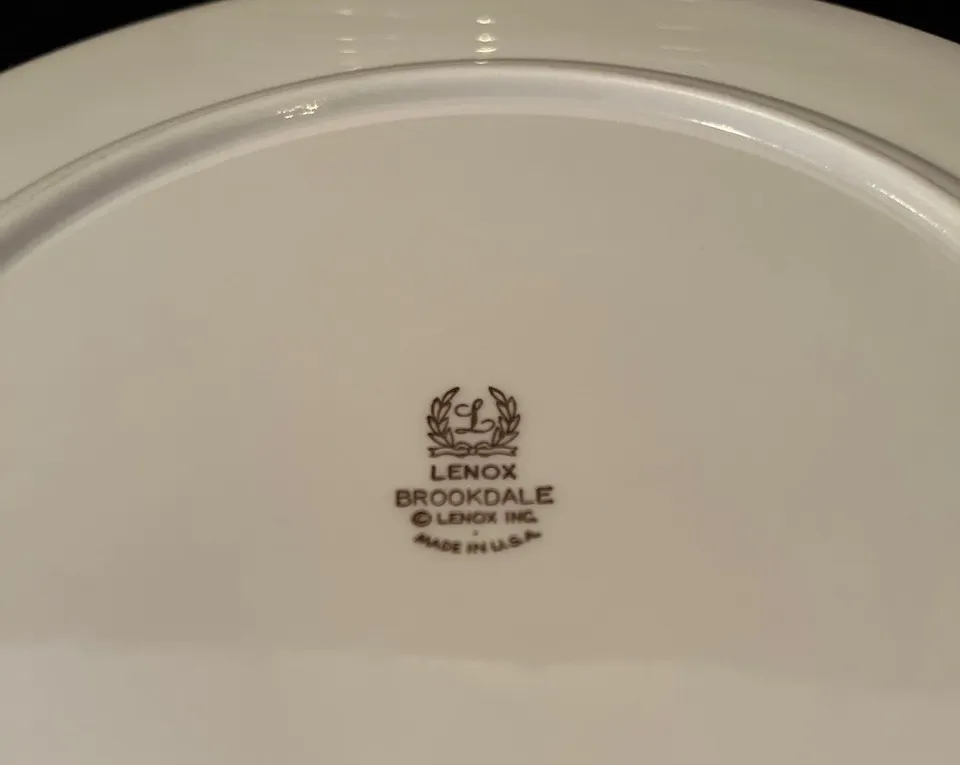 L
LENOX
BROOKDALE
© LENOX INC.
MADE IN U.S.A.